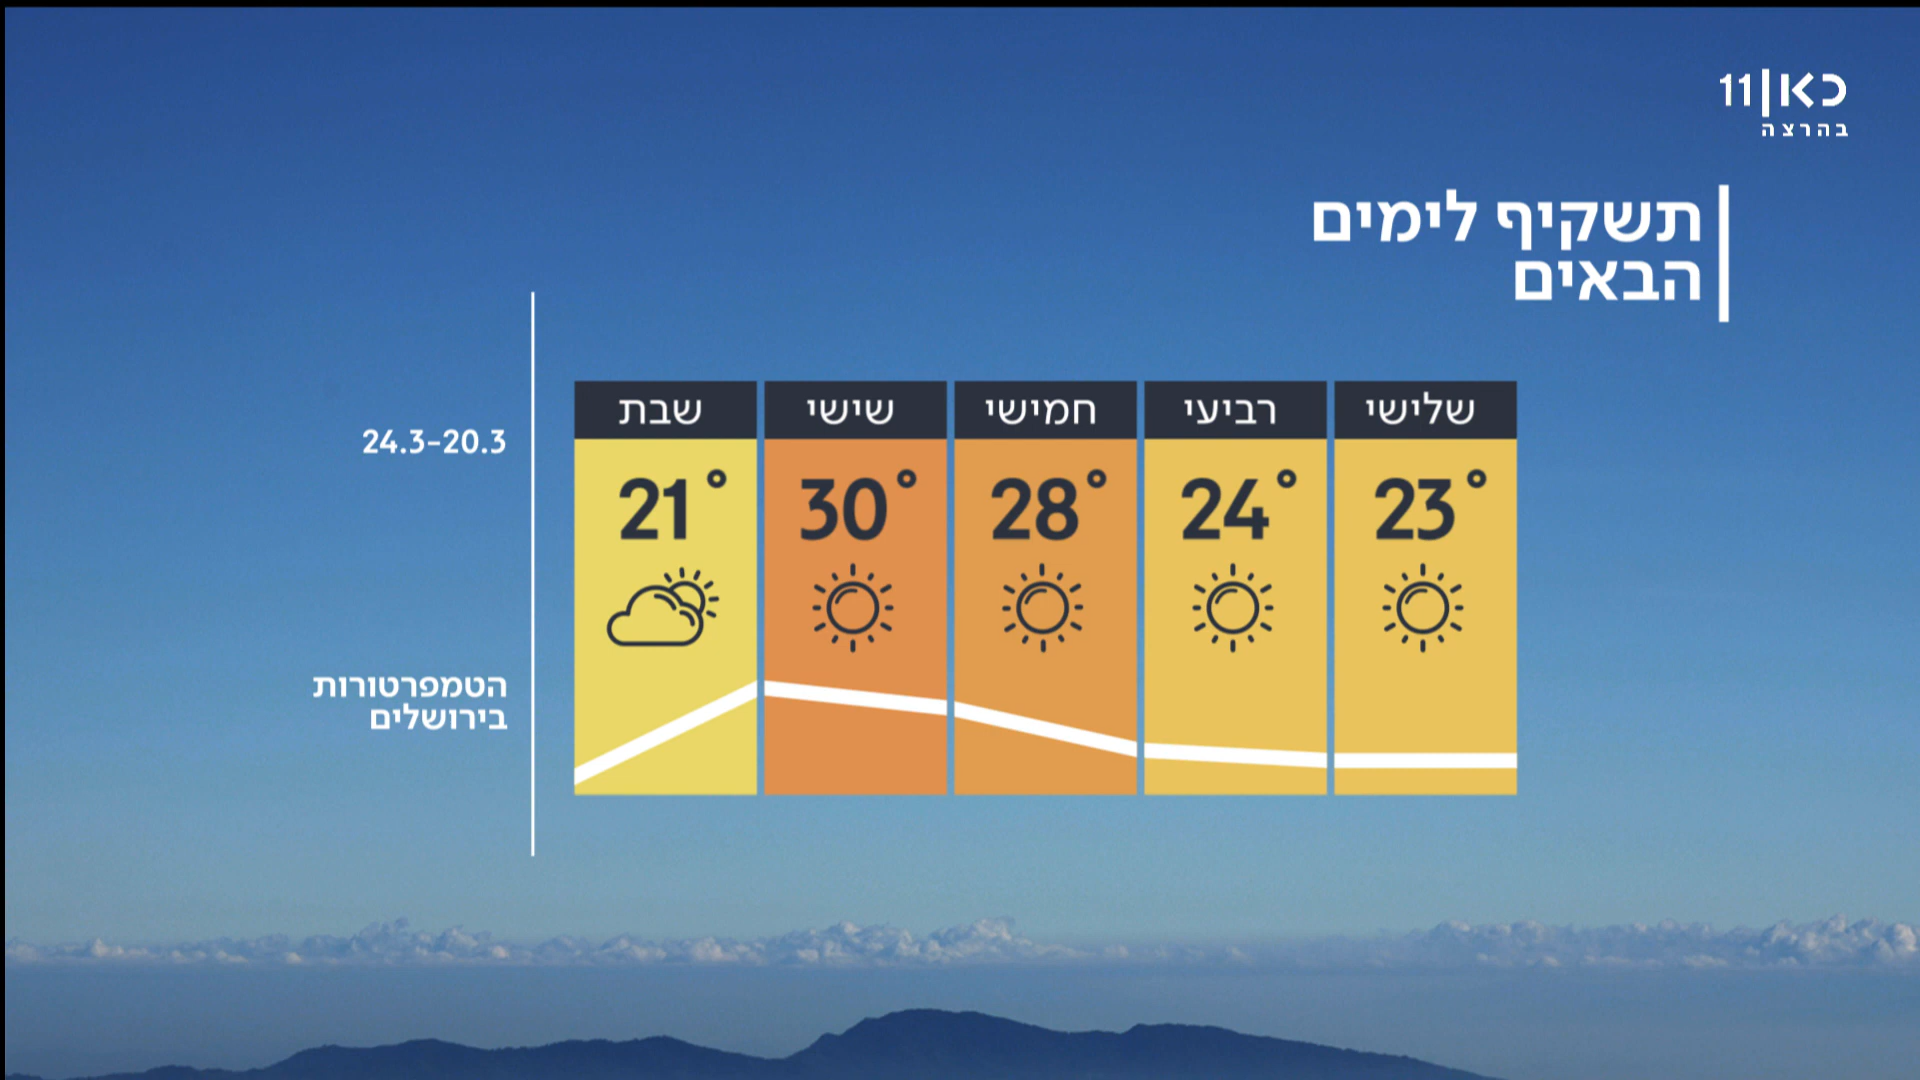 כאן 11
בהרצה
תשקיף לימים
הבאים
שלישי רביעי חמישי שישי שבת
23° 24° 28° 30° 21°
24.3-20.3
הטמפרטורות
בירושלים